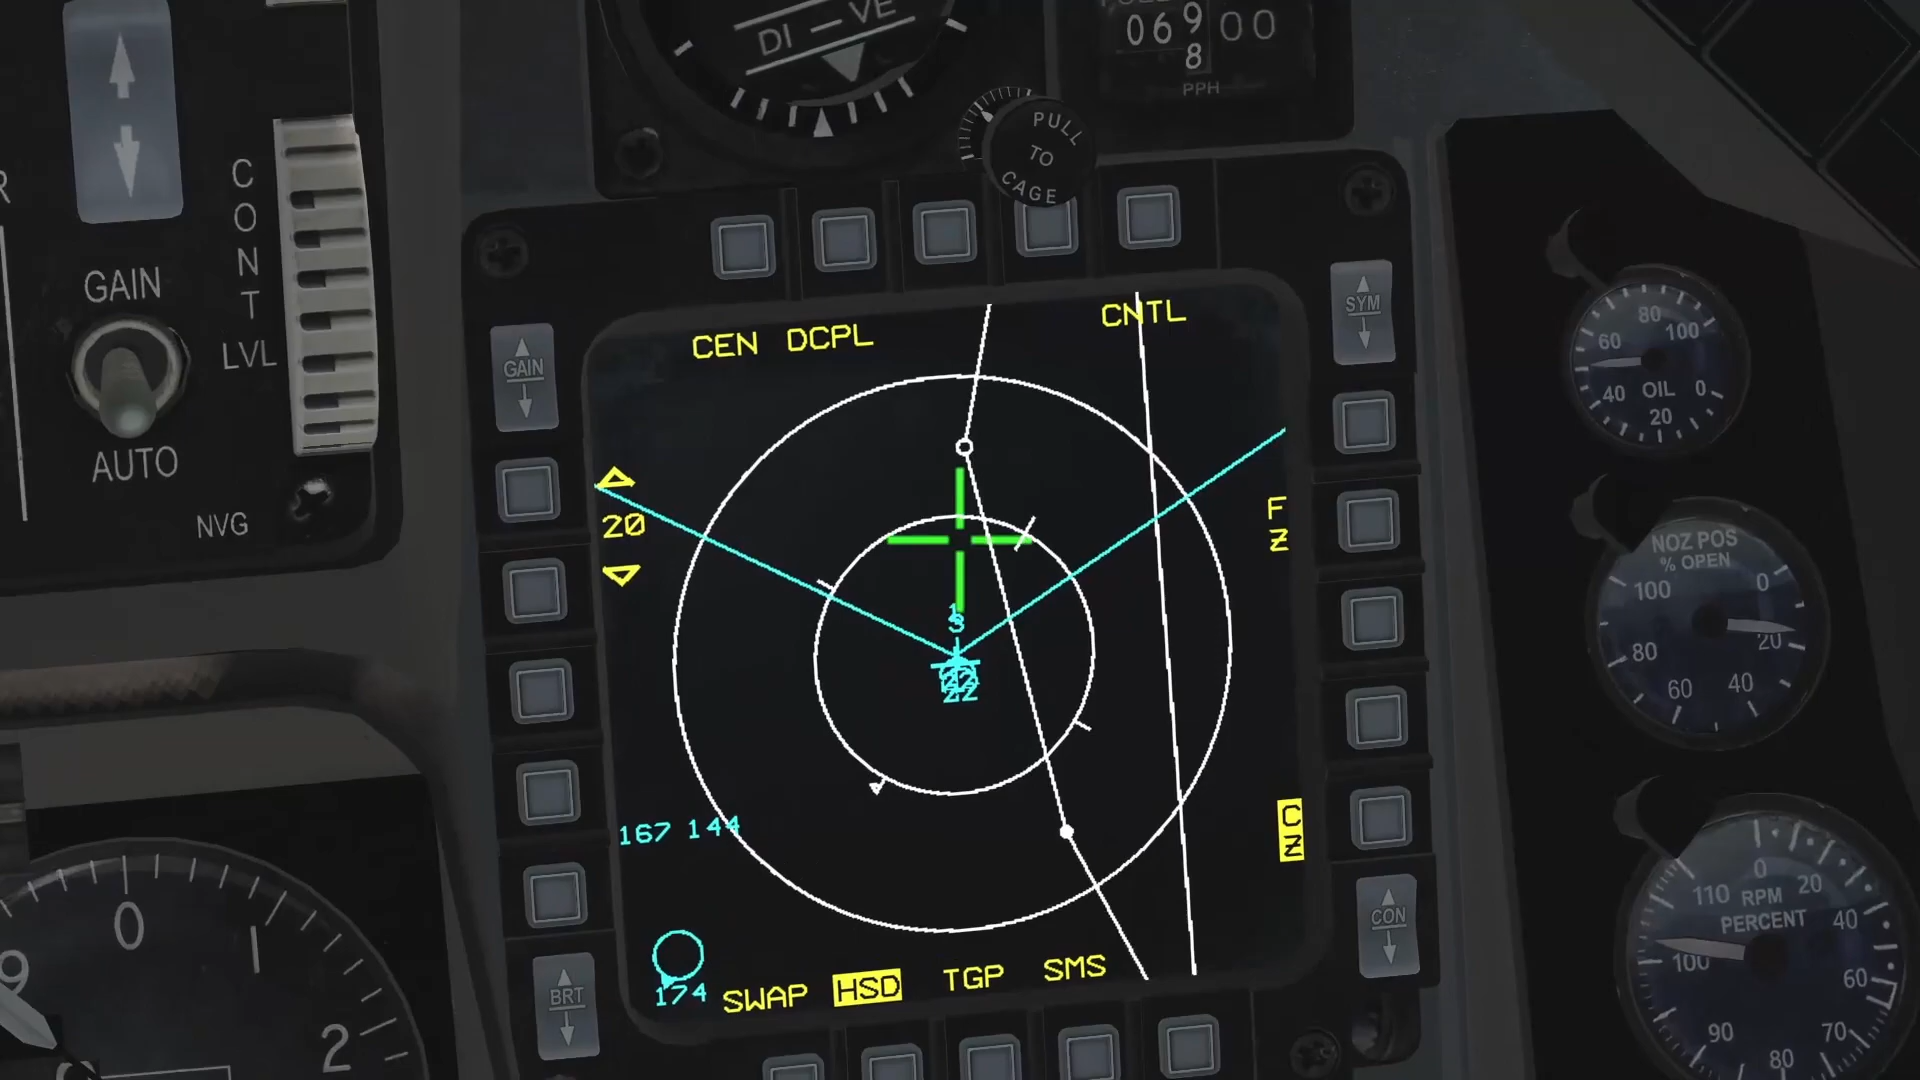 DI – VE
069 00
8
PPH
PULL
TO
CAGE
CONT
LVL
GAIN
AUTO
NVG
GAIN
SYM
CEN DCPL
CNTL
20
F
Z
3
22
167 144
C
Z
174
SWAP HSD TGP SMS
BRT
CON
80
60 100
40 OIL 0
20
NOZ POS
% OPEN
100 0
80 20
60 40
0
110 RPM 20
PERCENT 40
100
60
90 70
80
0
9 1
2